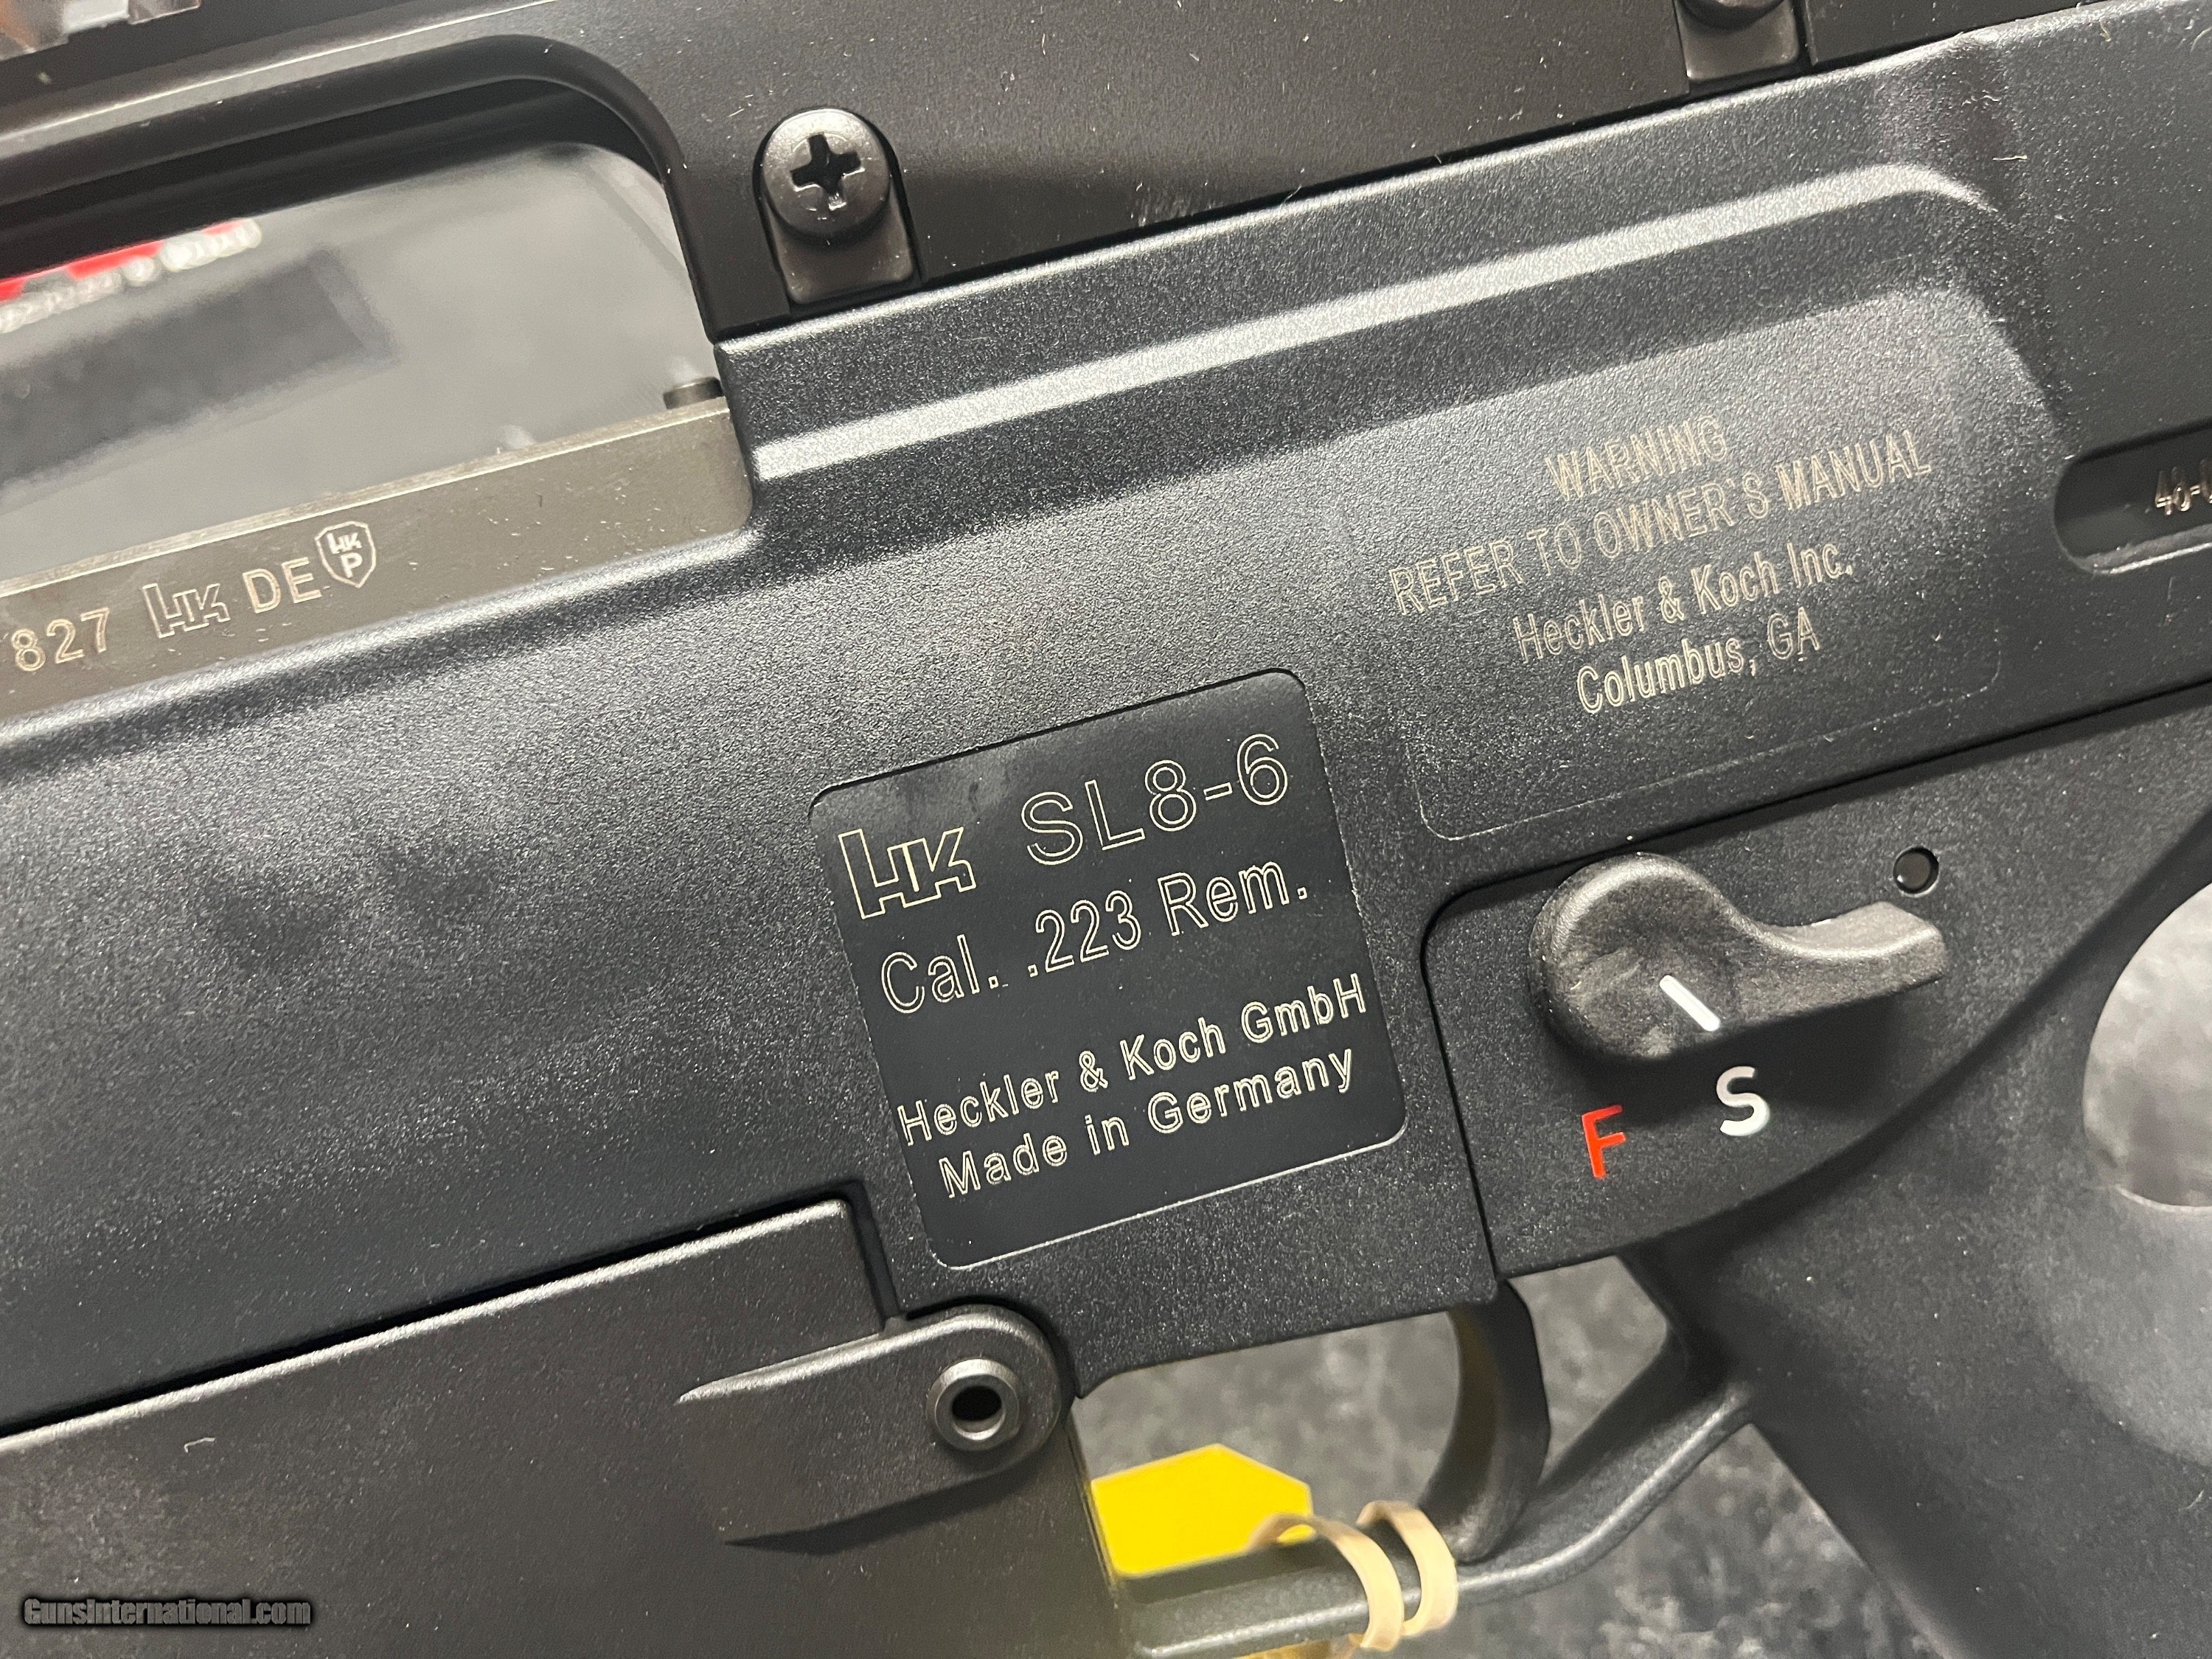 827 HK DE HK P
WARNING
REFER TO OWNER`S MANUAL
Heckler & Koch Inc.
Columbus, GA
HK SL8-6
Cal. .223 Rem.
Heckler & Koch GmbH
Made in Germany
F S
GunsInternational.com